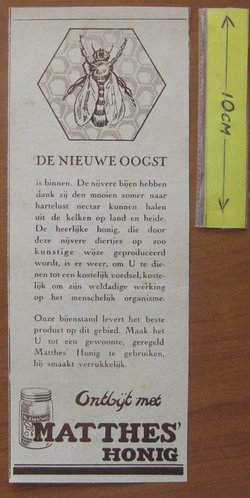 DE NIEUWE OOGST
is binnen. De nijvere bijen hebben
dank zij den mooien zomer naar
hartelust nectar kunnen halen
uit de kelken op land en heide.
De heerlijke honig, die door
deze nijvere diertjes op zoo
kunstige wijze geproduceerd
wordt, is er weer, om U te die-
nen tot een kostelijk voedsel, koste-
lijk om zijn weldadige werking
op het menschelijk organisme.
Onze bijenstand levert het beste
product op dit gebied. Maak het
U tot een gewoonte, geregeld
Matthes' Honig te gebruiken,
hij smaakt verrukkelijk.
Ontbijt met
MATTHES'
HONIG
10CM